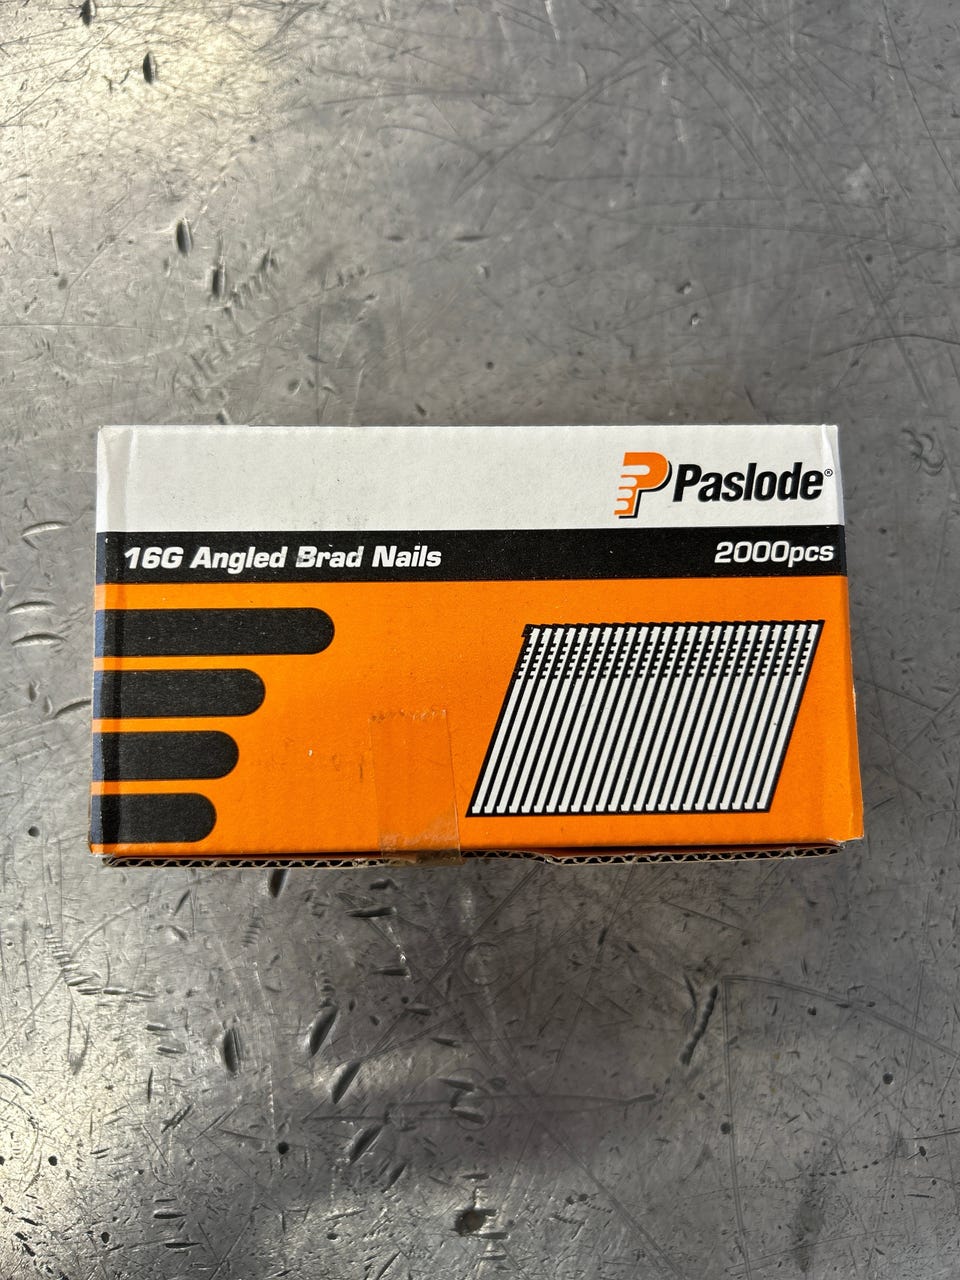 Paslode®
16G Angled Brad Nails 2000pcs